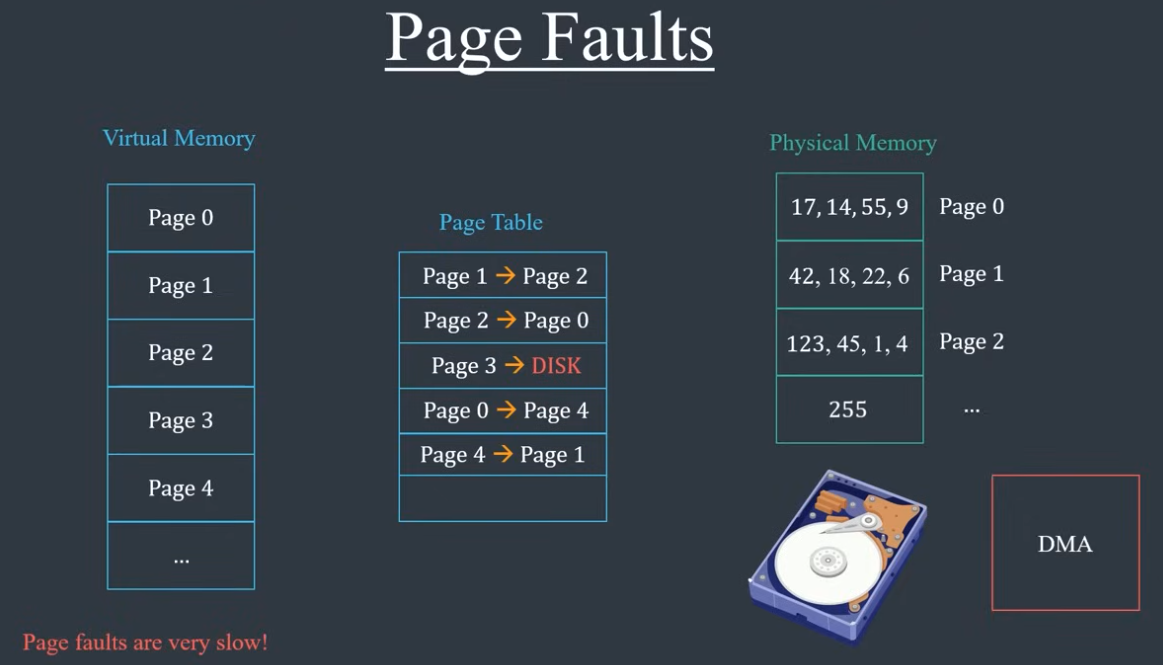 Page Faults
Virtual Memory
Page 0
Page 1
Page 2
Page 3
Page 4
...
Page Table
Page 1 → Page 2
Page 2 → Page 0
Page 3 → DISK
Page 0 → Page 4
Page 4 → Page 1
Physical Memory
17, 14, 55, 9 Page 0
42, 18, 22, 6 Page 1
123, 45, 1, 4 Page 2
255 ...
DMA
Page faults are very slow!